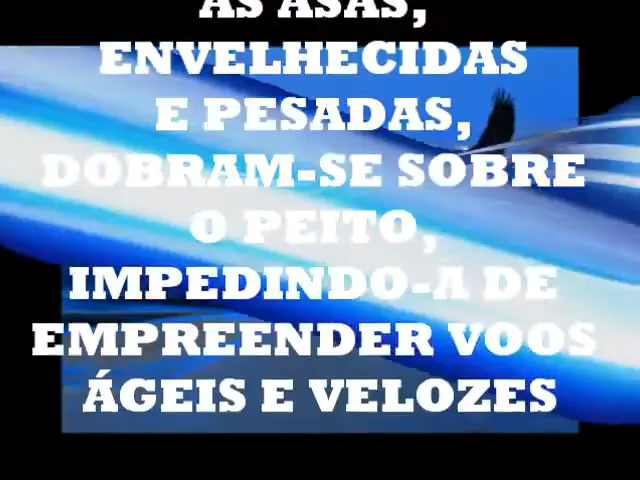 AS ASAS,
ENVELHECIDAS
E PESADAS,
DOBRAM-SE SOBRE
O PEITO,
IMPEDINDO-A DE
EMPREENDER VOOS
ÁGEIS E VELOZES